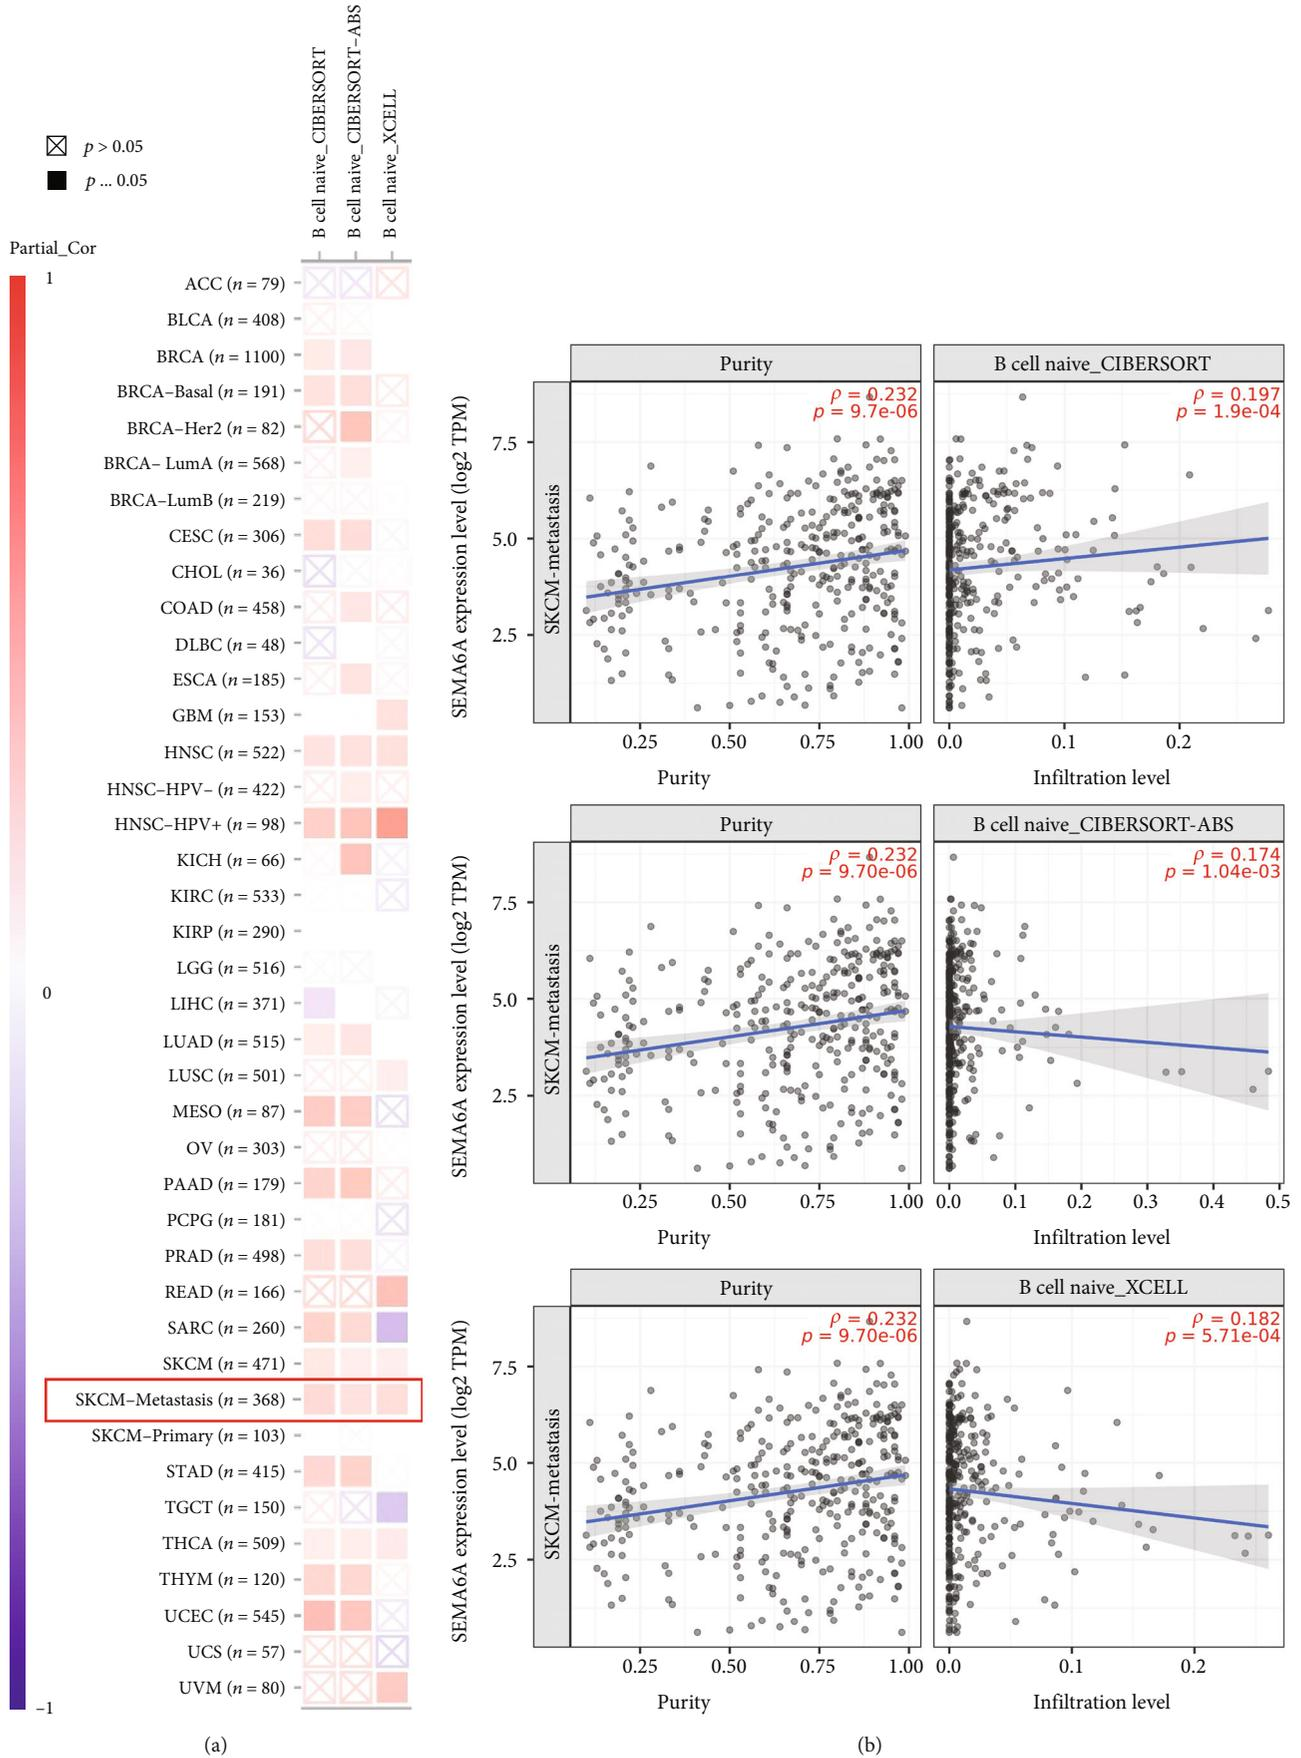 B cell naive_CIBERSORT
B cell naive_CIBERSORT–ABS
B cell naive_XCELL
p > 0.05
p ... 0.05
Partial_Cor
1
0
–1
ACC (n = 79)
BLCA (n = 408)
BRCA (n = 1100)
BRCA–Basal (n = 191)
BRCA–Her2 (n = 82)
BRCA– LumA (n = 568)
BRCA–LumB (n = 219)
CESC (n = 306)
CHOL (n = 36)
COAD (n = 458)
DLBC (n = 48)
ESCA (n =185)
GBM (n = 153)
HNSC (n = 522)
HNSC–HPV– (n = 422)
HNSC–HPV+ (n = 98)
KICH (n = 66)
KIRC (n = 533)
KIRP (n = 290)
LGG (n = 516)
LIHC (n = 371)
LUAD (n = 515)
LUSC (n = 501)
MESO (n = 87)
OV (n = 303)
PAAD (n = 179)
PCPG (n = 181)
PRAD (n = 498)
READ (n = 166)
SARC (n = 260)
SKCM (n = 471)
SKCM–Metastasis (n = 368)
SKCM–Primary (n = 103)
STAD (n = 415)
TGCT (n = 150)
THCA (n = 509)
THYM (n = 120)
UCEC (n = 545)
UCS (n = 57)
UVM (n = 80)
(a)
Purity
B cell naive_CIBERSORT
ρ = 0.232
p = 9.7e-06
ρ = 0.197
p = 1.9e-04
SEMA6A expression level (log2 TPM)
SKCM-metastasis
7.5
5.0
2.5
0.25 0.50 0.75 1.00
0.0 0.1 0.2
Purity
Infiltration level
Purity
B cell naive_CIBERSORT-ABS
ρ = 0.232
p = 9.70e-06
ρ = 0.174
p = 1.04e-03
SEMA6A expression level (log2 TPM)
SKCM-metastasis
7.5
5.0
2.5
0.25 0.50 0.75 1.00
0.0 0.1 0.2 0.3 0.4 0.5
Purity
Infiltration level
Purity
B cell naive_XCELL
ρ = 0.232
p = 9.70e-06
ρ = 0.182
p = 5.71e-04
SEMA6A expression level (log2 TPM)
SKCM-metastasis
7.5
5.0
2.5
0.25 0.50 0.75 1.00
0.0 0.1 0.2
Purity
Infiltration level
(b)